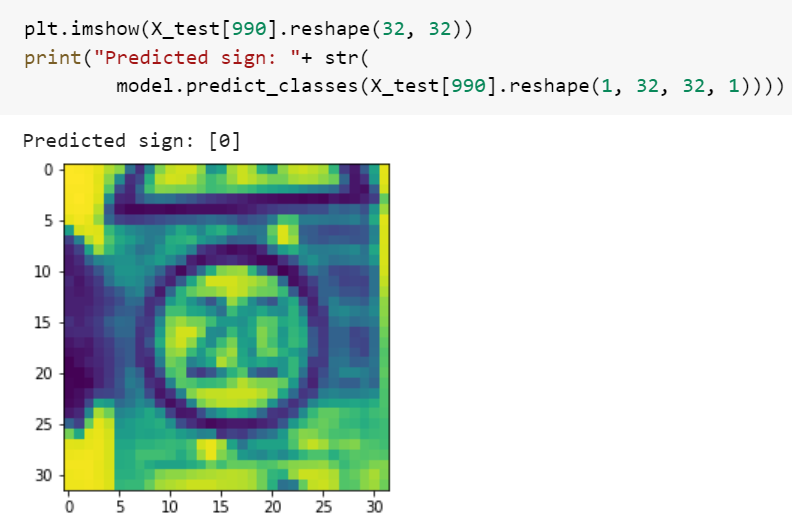 plt.imshow(X_test[990].reshape(32, 32))
print("Predicted sign: "+ str(
model.predict_classes(X_test[990].reshape(1, 32, 32, 1))))
Predicted sign: [0]
0
5
10
15
20
25
30
20
0 5 10 15 20 25 30